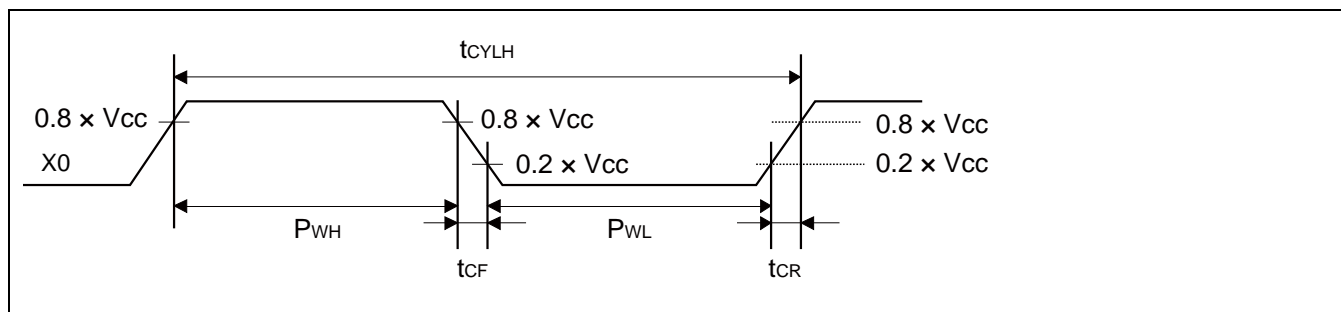 tCYLH
0.8 × Vcc
0.8 × Vcc
0.8 × Vcc
X0
0.2 × Vcc
0.2 × Vcc
PWH
PWL
tCF
tCR